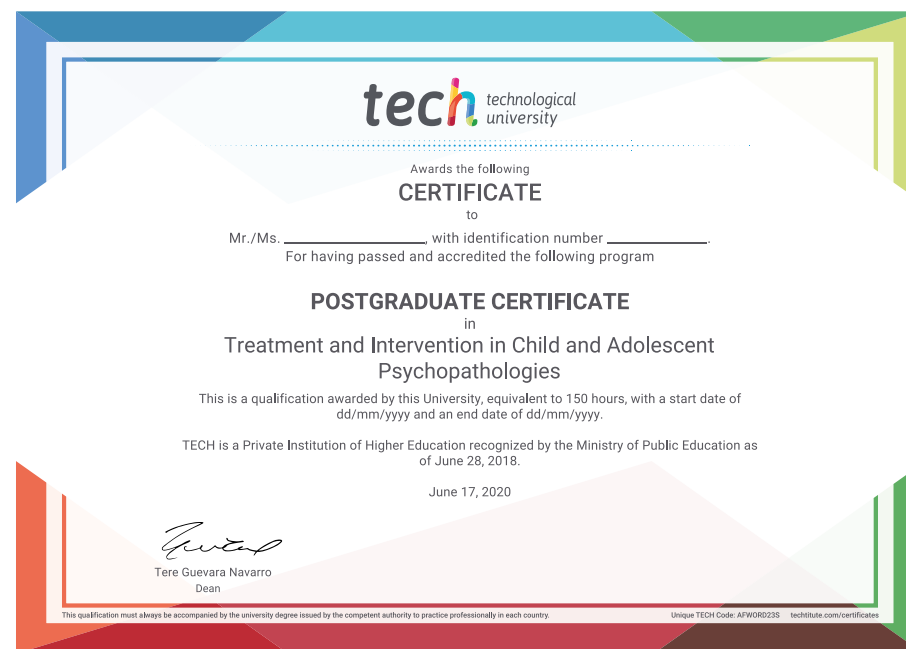 tech technological
university
Awards the following
CERTIFICATE
to
Mr./Ms. ____________________, with identification number ______________.
For having passed and accredited the following program
POSTGRADUATE CERTIFICATE
in
Treatment and Intervention in Child and Adolescent
Psychopathologies
This is a qualification awarded by this University, equivalent to 150 hours, with a start date of
dd/mm/yyyy and an end date of dd/mm/yyyy.
TECH is a Private Institution of Higher Education recognized by the Ministry of Public Education as
of June 28, 2018.
June 17, 2020
Tere Guevara Navarro
Dean
This qualification must always be accompanied by the university degree issued by the competent authority to practice professionally in each country. Unique TECH Code: AFWORD23S techtitute.com/certificates